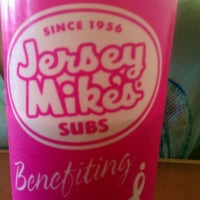 SINCE 1956
Jersey
Mike's
SUBS
Benefiting